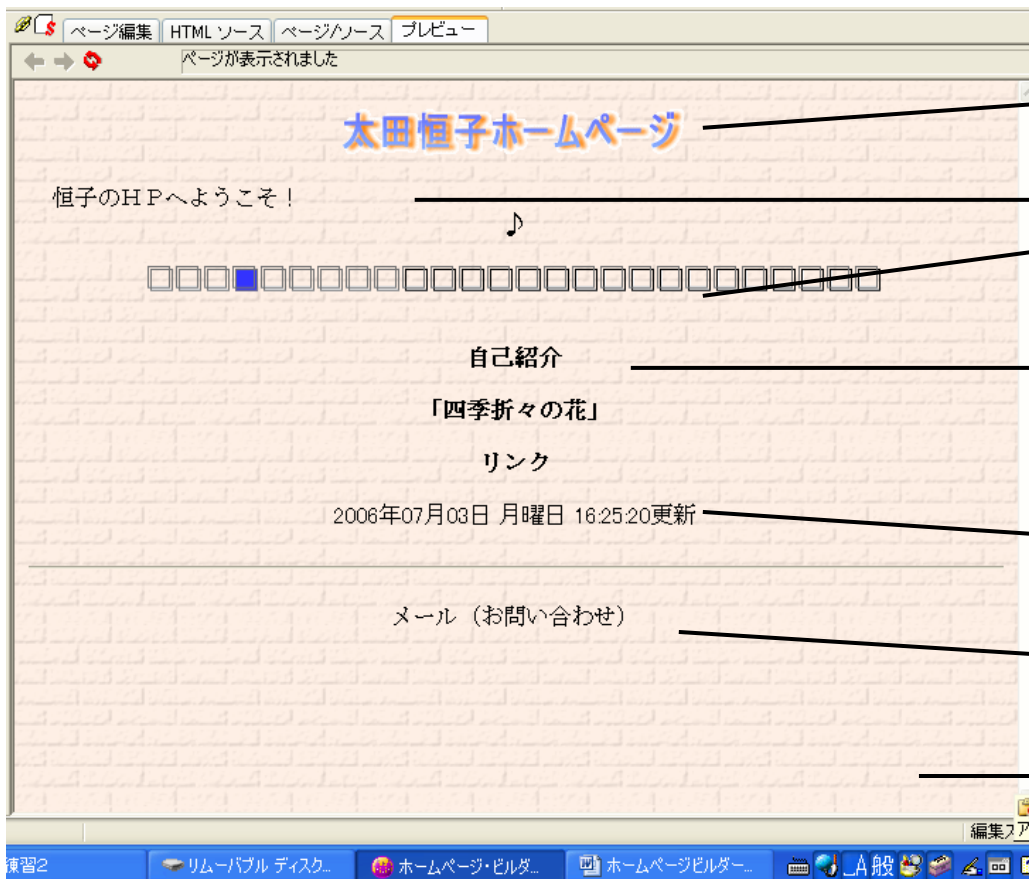 ページ編集 HTML ソース ページ/ソース プレビュー
ページが表示されました
太田恒子ホームページ
恒子のHPへようこそ!
♪
自己紹介
「四季折々の花」
リンク
2006年07月03日 月曜日 16:25:20更新
メール（お問い合わせ）
編集ス
練習2 リムーバブル ディスク... ホームページ・ビルダ... ホームページビルダー... A 般